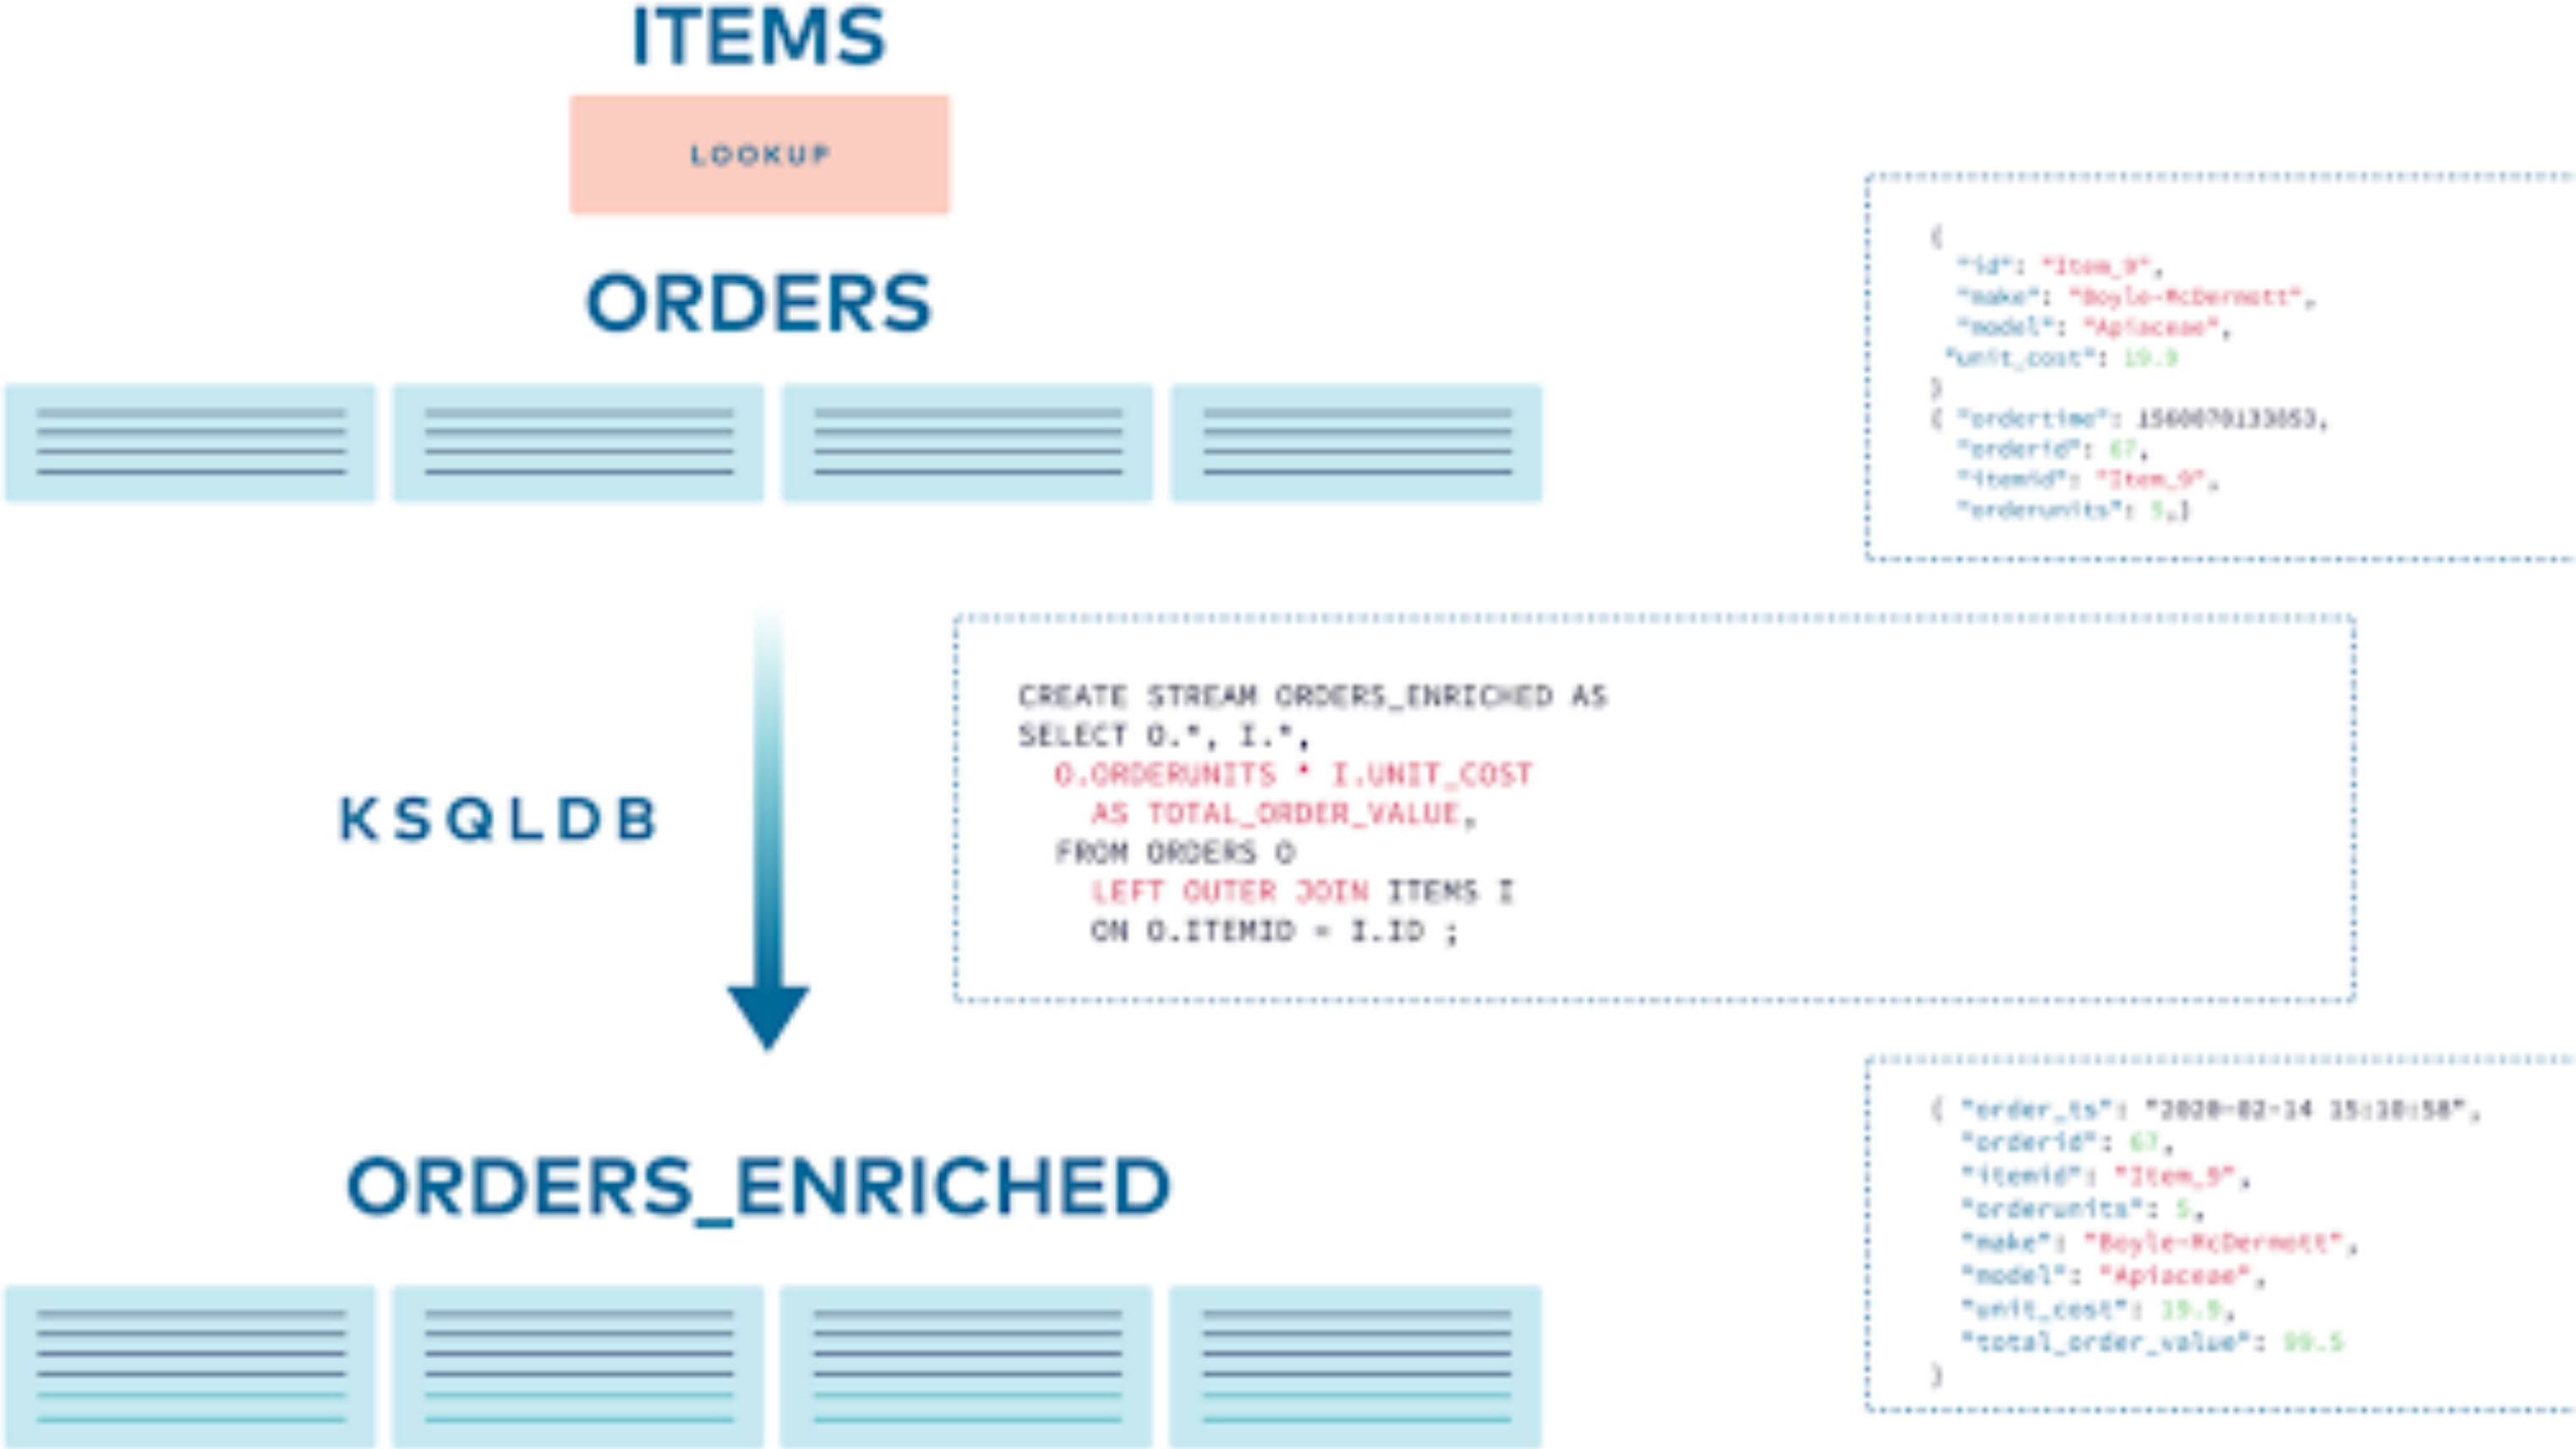 ITEMS
LOOKUP
ORDERS
{
"id": "Item_9",
"make": "Boyle-McDermott",
"model": "Apiaceae",
"unit_cost": 19.9
}
{ "ordertime": 1560070133853,
"orderid": 67,
"itemid": "Item_9",
"orderunits": 5,}
KSQLDB
CREATE STREAM ORDERS_ENRICHED AS
SELECT O.*, I.*,
O.ORDERUNITS * I.UNIT_COST
AS TOTAL_ORDER_VALUE,
FROM ORDERS O
LEFT OUTER JOIN ITEMS I
ON O.ITEMID = I.ID ;
ORDERS_ENRICHED
{ "order_ts": "2020-02-14 15:10:58",
"orderid": 67,
"itemid": "Item_9",
"orderunits": 5,
"make": "Boyle-McDermott",
"model": "Apiaceae",
"unit_cost": 19.9,
"total_order_value": 99.5
}